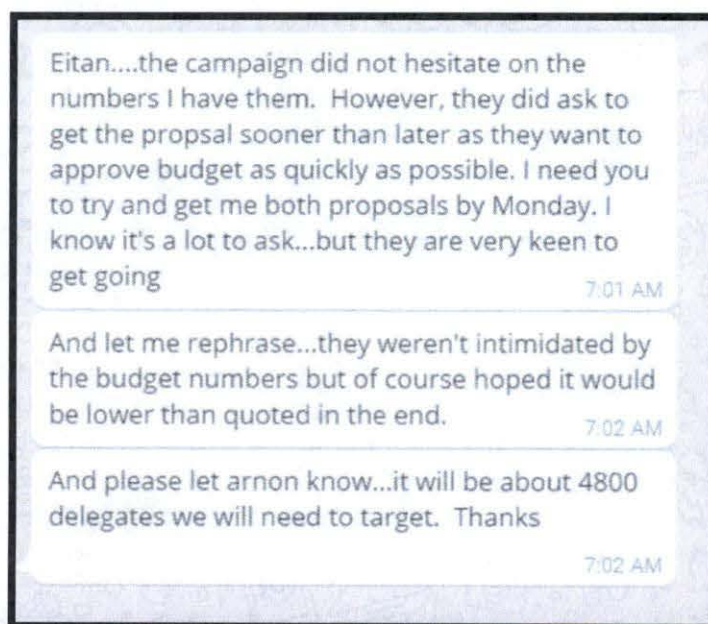 Eitan....the campaign did not hesitate on the
numbers I have them.  However, they did ask to
get the propsal sooner than later as they want to
approve budget as quickly as possible. I need you
to try and get me both proposals by Monday. I
know it's a lot to ask...but they are very keen to
get going
7:01 AM
And let me rephrase...they weren't intimidated by
the budget numbers but of course hoped it would
be lower than quoted in the end.
7:02 AM
And please let arnon know...it will be about 4800
delegates we will need to target.  Thanks
7:02 AM